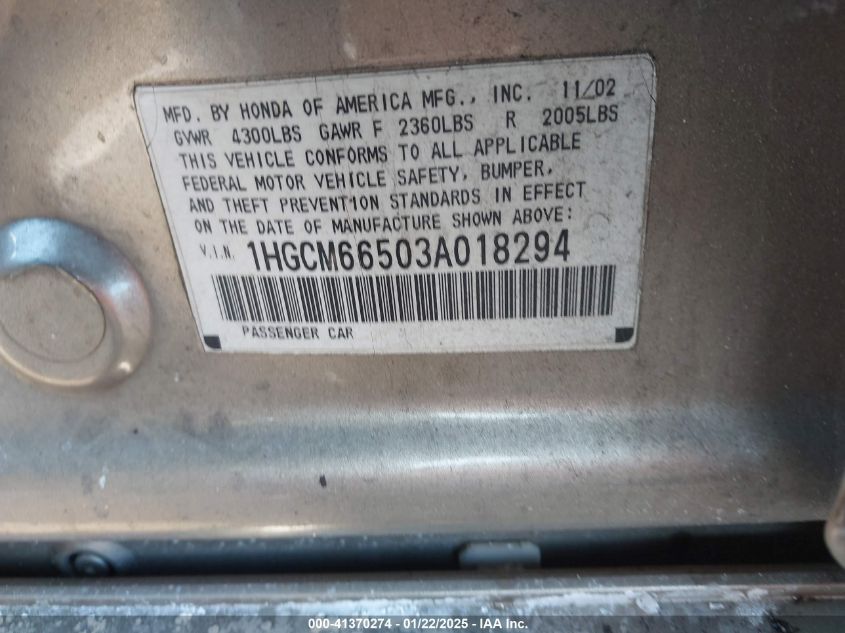 MFD. BY HONDA OF AMERICA MFG., INC. 11/02
GVWR 4300LBS GAWR F 2360LBS R 2005LBS
THIS VEHICLE CONFORMS TO ALL APPLICABLE
FEDERAL MOTOR VEHICLE SAFETY, BUMPER,
AND THEFT PREVENTION STANDARDS IN EFFECT
ON THE DATE OF MANUFACTURE SHOWN ABOVE:
V.I.N. 1HGCM66503A018294
PASSENGER CAR
000-41370274 - 01/22/2025 - IAA Inc.